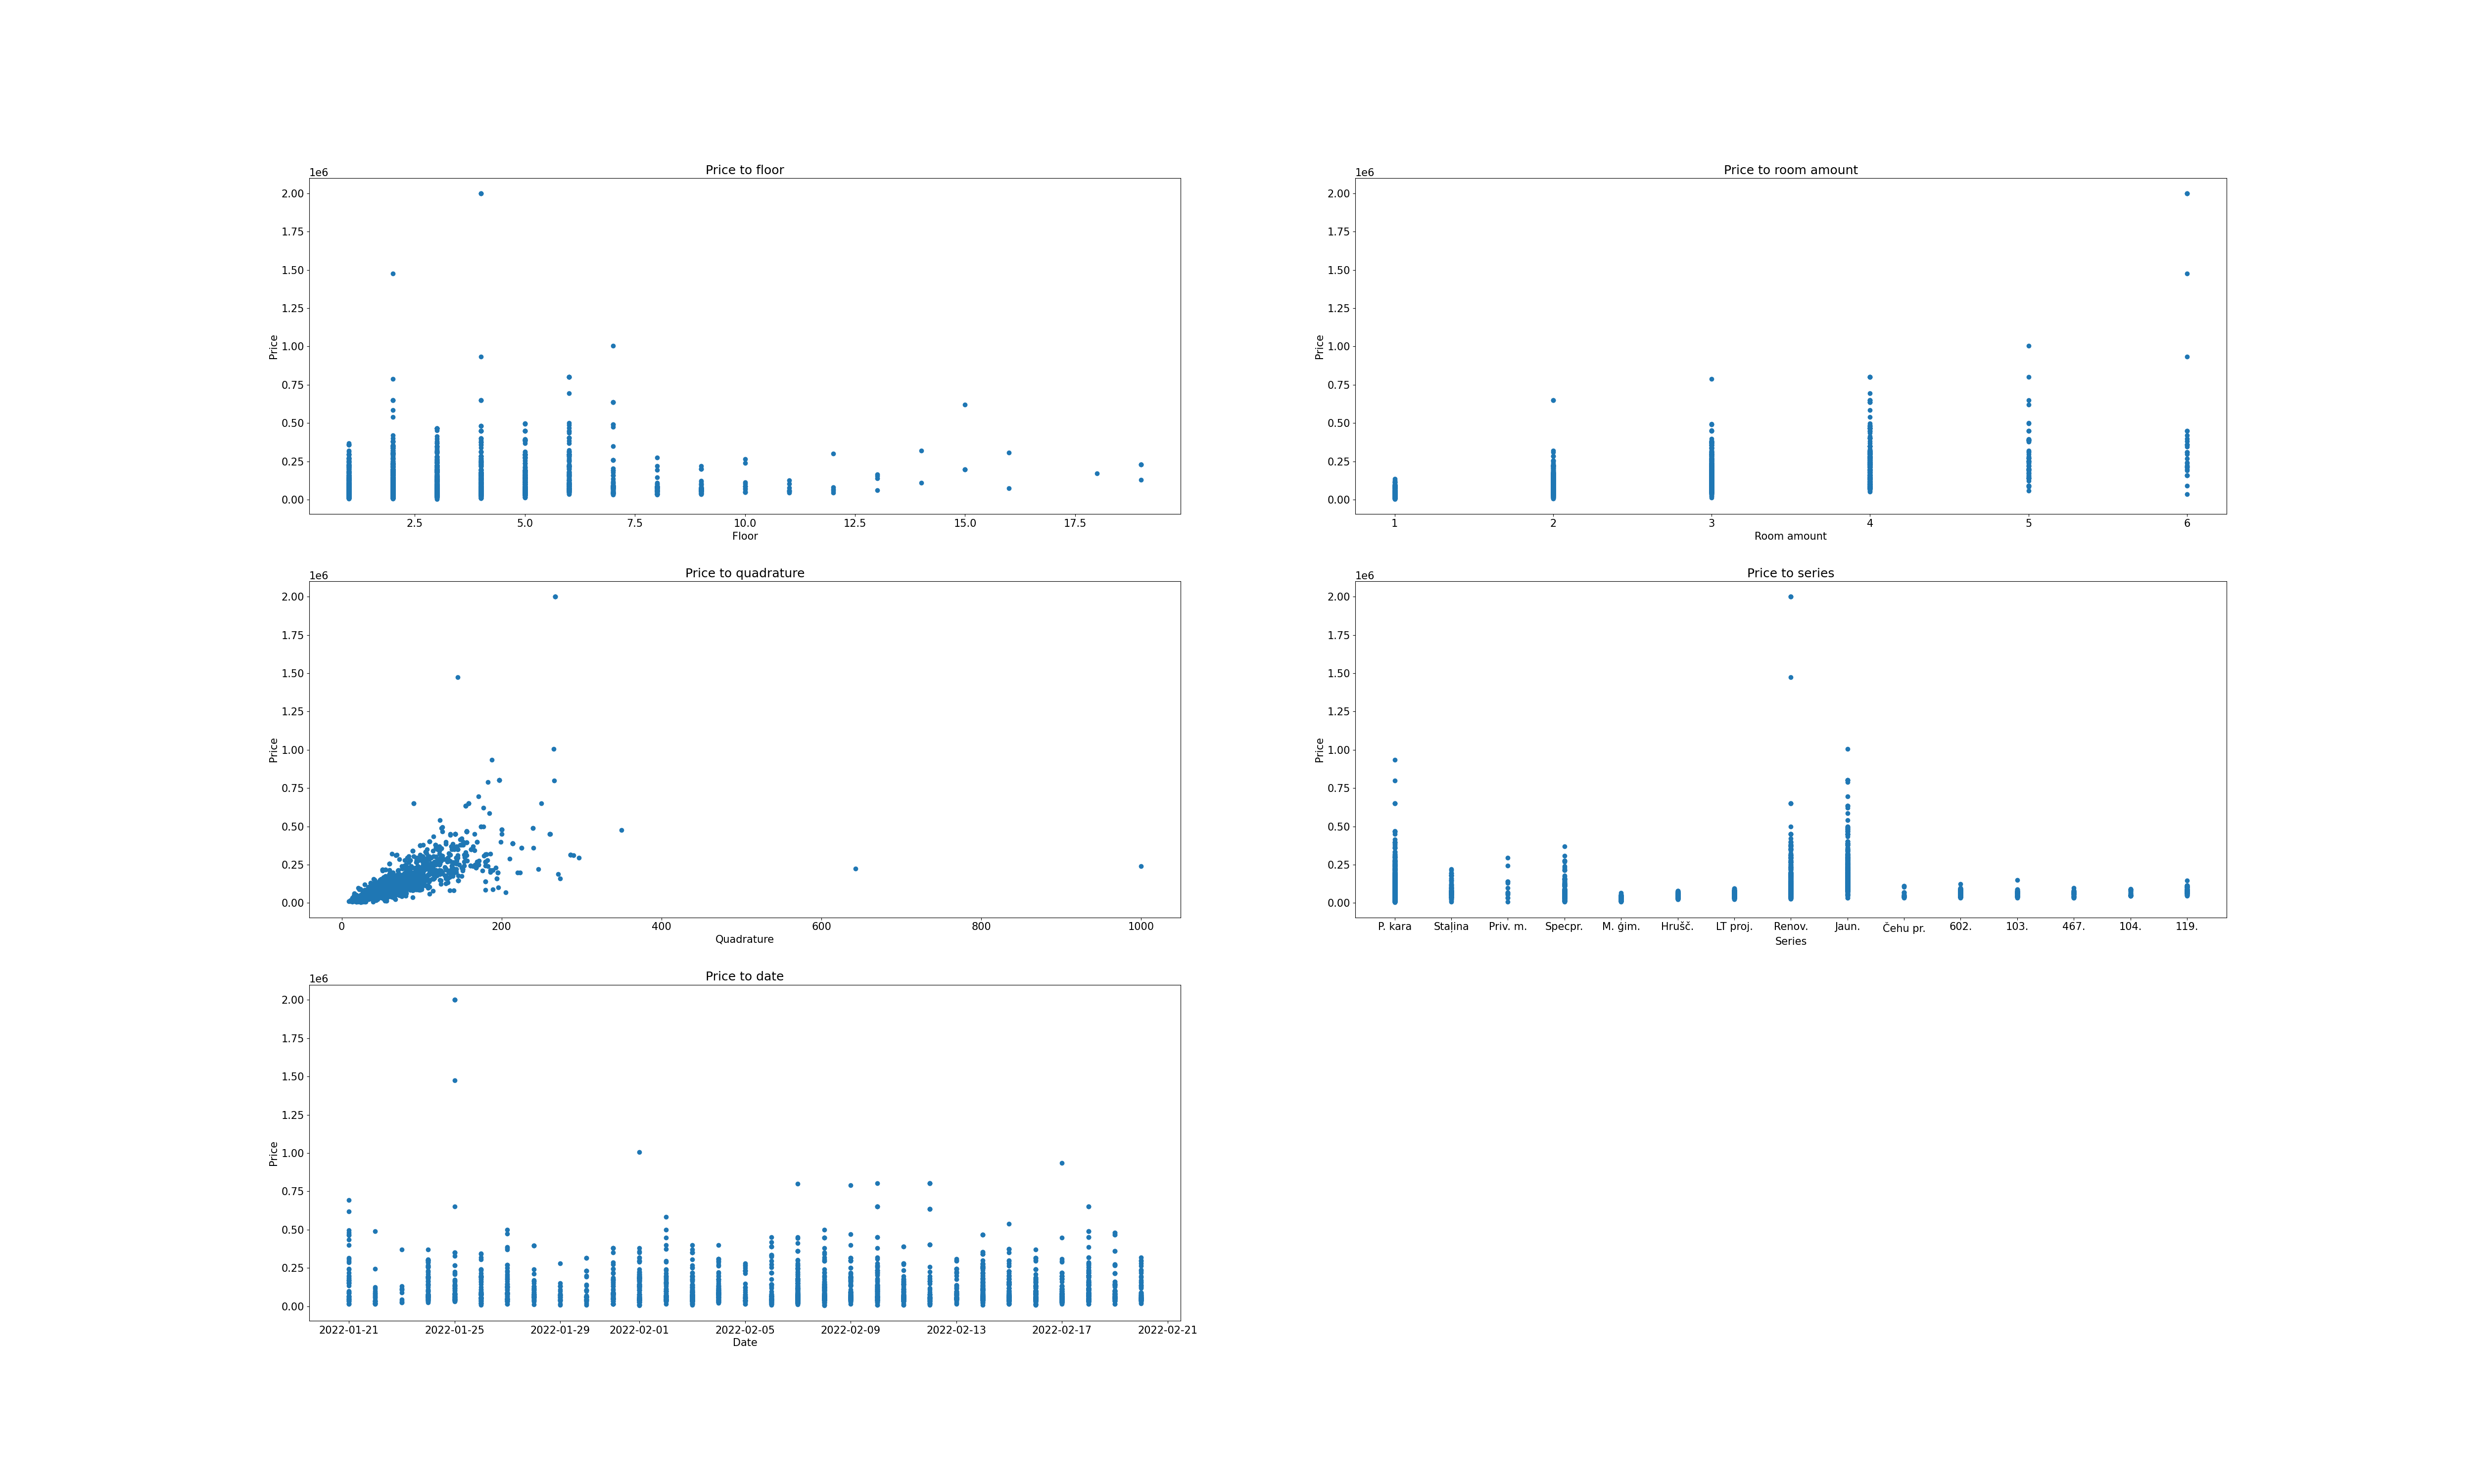 Price to floor
1e6
2.00
1.75
1.50
1.25
1.00
0.75
0.50
0.25
0.00
Price
2.5 5.0 7.5 10.0 12.5 15.0 17.5
Floor
Price to room amount
1e6
2.00
1.75
1.50
1.25
1.00
0.75
0.50
0.25
0.00
Price
1 2 3 4 5 6
Room amount
Price to quadrature
1e6
2.00
1.75
1.50
1.25
1.00
0.75
0.50
0.25
0.00
Price
0 200 400 600 800 1000
Quadrature
Price to series
1e6
2.00
1.75
1.50
1.25
1.00
0.75
0.50
0.25
0.00
Price
P. kara Staļina Priv. m. Specpr. M. ģim. Hrušč. LT proj. Renov. Jaun. Čehu pr. 602. 103. 467. 104. 119.
Series
Price to date
1e6
2.00
1.75
1.50
1.25
1.00
0.75
0.50
0.25
0.00
Price
2022-01-21 2022-01-25 2022-01-29 2022-02-01 2022-02-05 2022-02-09 2022-02-13 2022-02-17 2022-02-21
Date